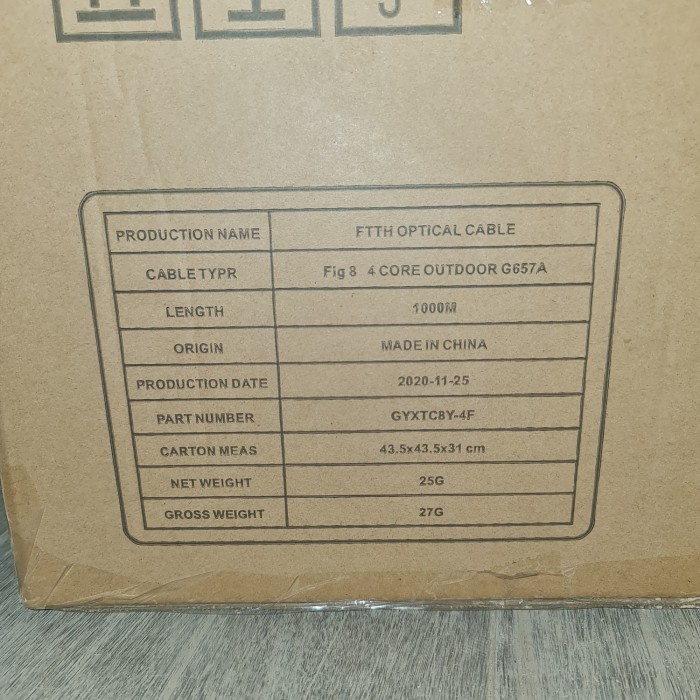 PRODUCTION NAME FTTH OPTICAL CABLE
CABLE TYPR Fig 8 4 CORE OUTDOOR G657A
LENGTH 1000M
ORIGIN MADE IN CHINA
PRODUCTION DATE 2020-11-25
PART NUMBER GYXTC8Y-4F
CARTON MEAS 43.5x43.5x31 cm
NET WEIGHT 25G
GROSS WEIGHT 27G